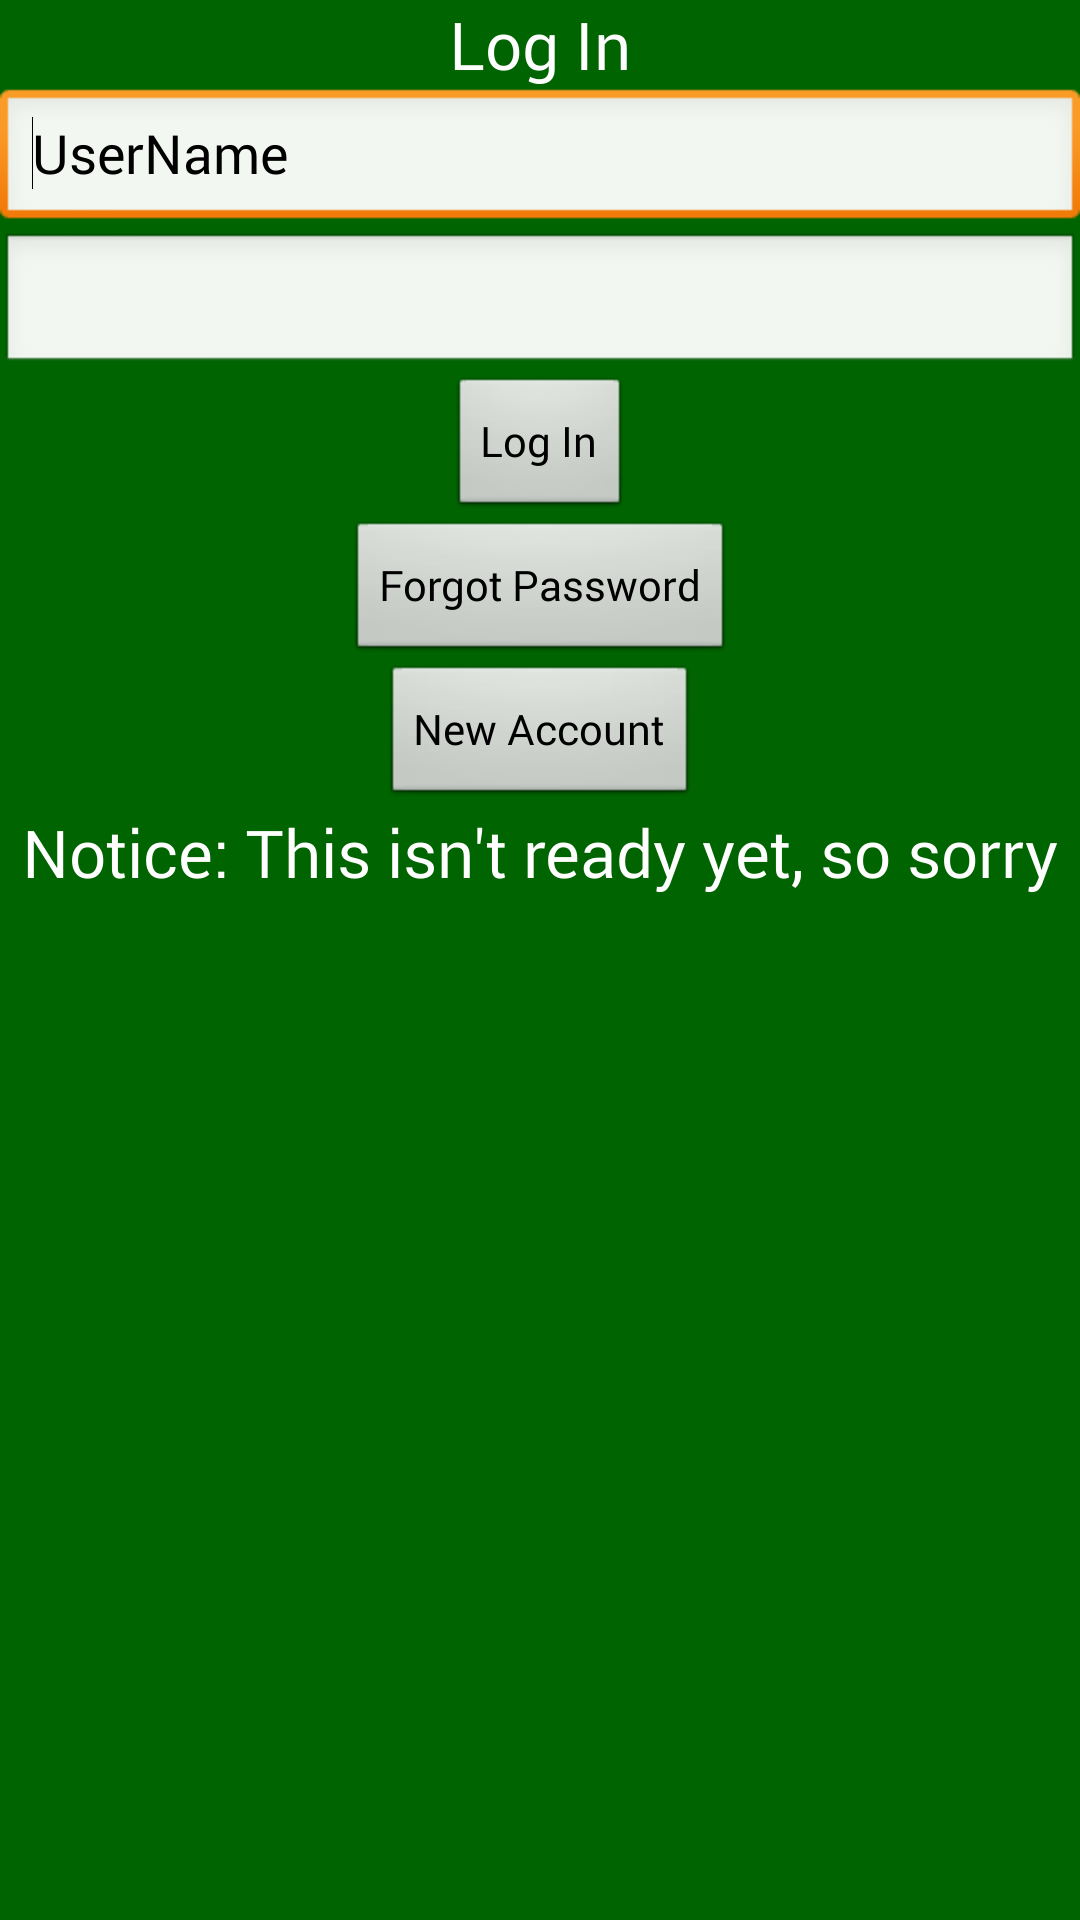 Log In
UserName
Log In
Forgot Password
New Account
Notice: This isn't ready yet, so sorry